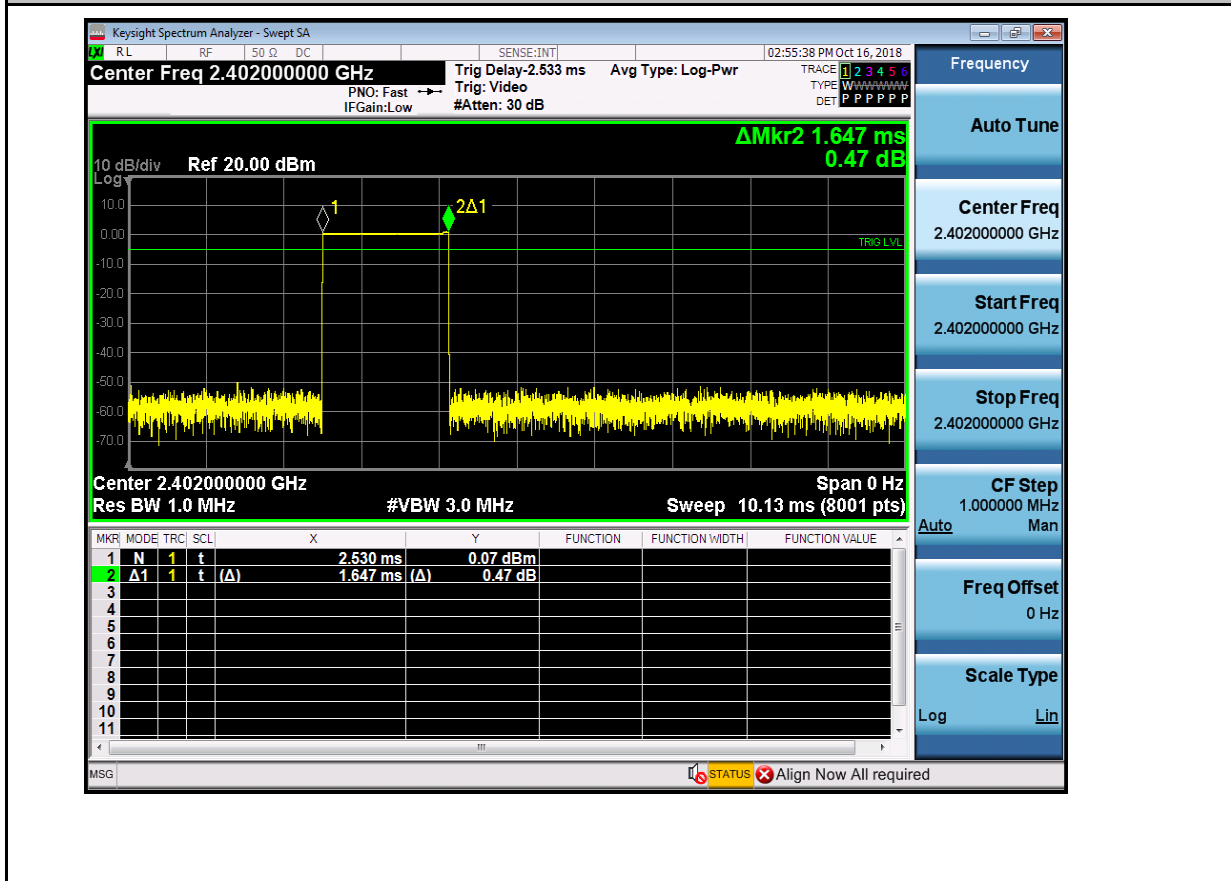 Keysight Spectrum Analyzer - Swept SA
LXI RL RF 50 Ω DC SENSE:INT 02:55:38 PM Oct 16, 2018
Center Freq 2.402000000 GHz
Trig Delay-2.533 ms Avg Type: Log-Pwr
TRACE 1 2 3 4 5 6
PNO: Fast Trig: Video
TYPE WWWWWW
IFGain:Low #Atten: 30 dB
DET P P P P P P
ΔMkr2 1.647 ms
0.47 dB
10 dB/div Ref 20.00 dBm
Log
10.0
0.00
-10.0
-20.0
-30.0
-40.0
-50.0
-60.0
-70.0
1
2Δ1
TRIG LVL
Center 2.402000000 GHz Span 0 Hz
Res BW 1.0 MHz #VBW 3.0 MHz Sweep 10.13 ms (8001 pts)
MKR MODE TRC SCL X Y FUNCTION FUNCTION WIDTH FUNCTION VALUE
1 N 1 t 2.530 ms 0.07 dBm
2 Δ1 1 t (Δ) 1.647 ms (Δ) 0.47 dB
3
4
5
6
7
8
9
10
11
MSG STATUS Align Now All required
Frequency
Auto Tune
Center Freq
2.402000000 GHz
Start Freq
2.402000000 GHz
Stop Freq
2.402000000 GHz
CF Step
1.000000 MHz
Auto Man
Freq Offset
0 Hz
Scale Type
Log Lin